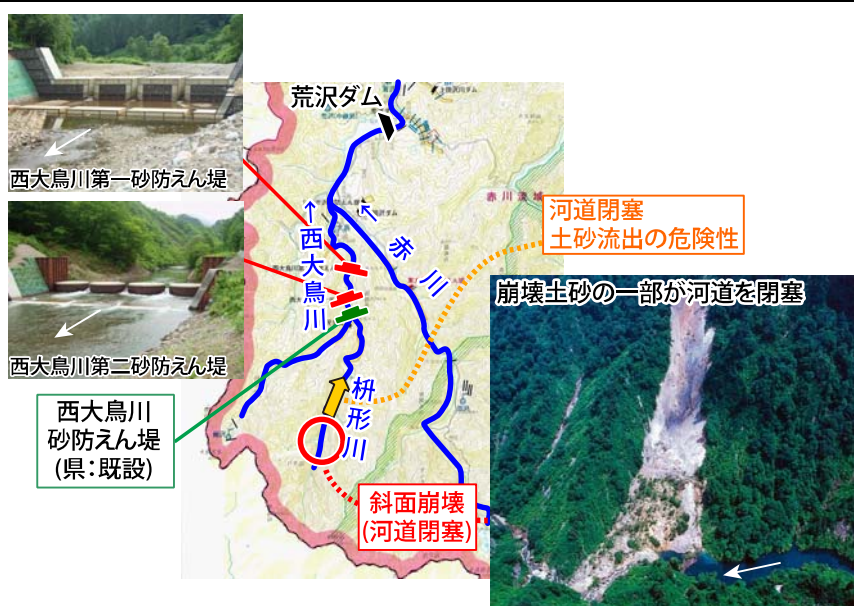 荒沢ダム
西大鳥川第一砂防えん堤
赤川流域
河道閉塞
土砂流出の危険性
↑西大鳥川
←赤川
崩壊土砂の一部が河道を閉塞
西大鳥川第二砂防えん堤
西大鳥川
砂防えん堤
(県:既設)
枡形川
斜面崩壊
(河道閉塞)